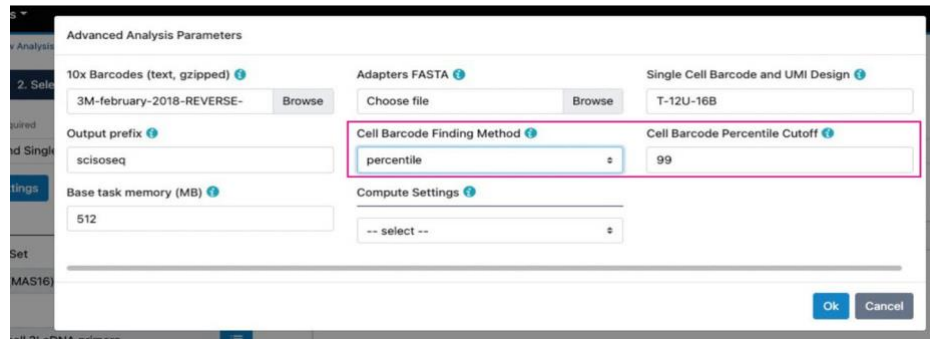 s
Advanced Analysis Parameters
v Analysis
10x Barcodes (text, gzipped)
Adapters FASTA
Single Cell Barcode and UMI Design
2. Sele
3M-february-2018-REVERSE-
Browse
Choose file
Browse
T-12U-16B
quired
Output prefix
Cell Barcode Finding Method
Cell Barcode Percentile Cutoff
nd Single
scisoseq
percentile
99
ttings
Base task memory (MB)
Compute Settings
512
-- select --
Set
MAS16)
Ok
Cancel